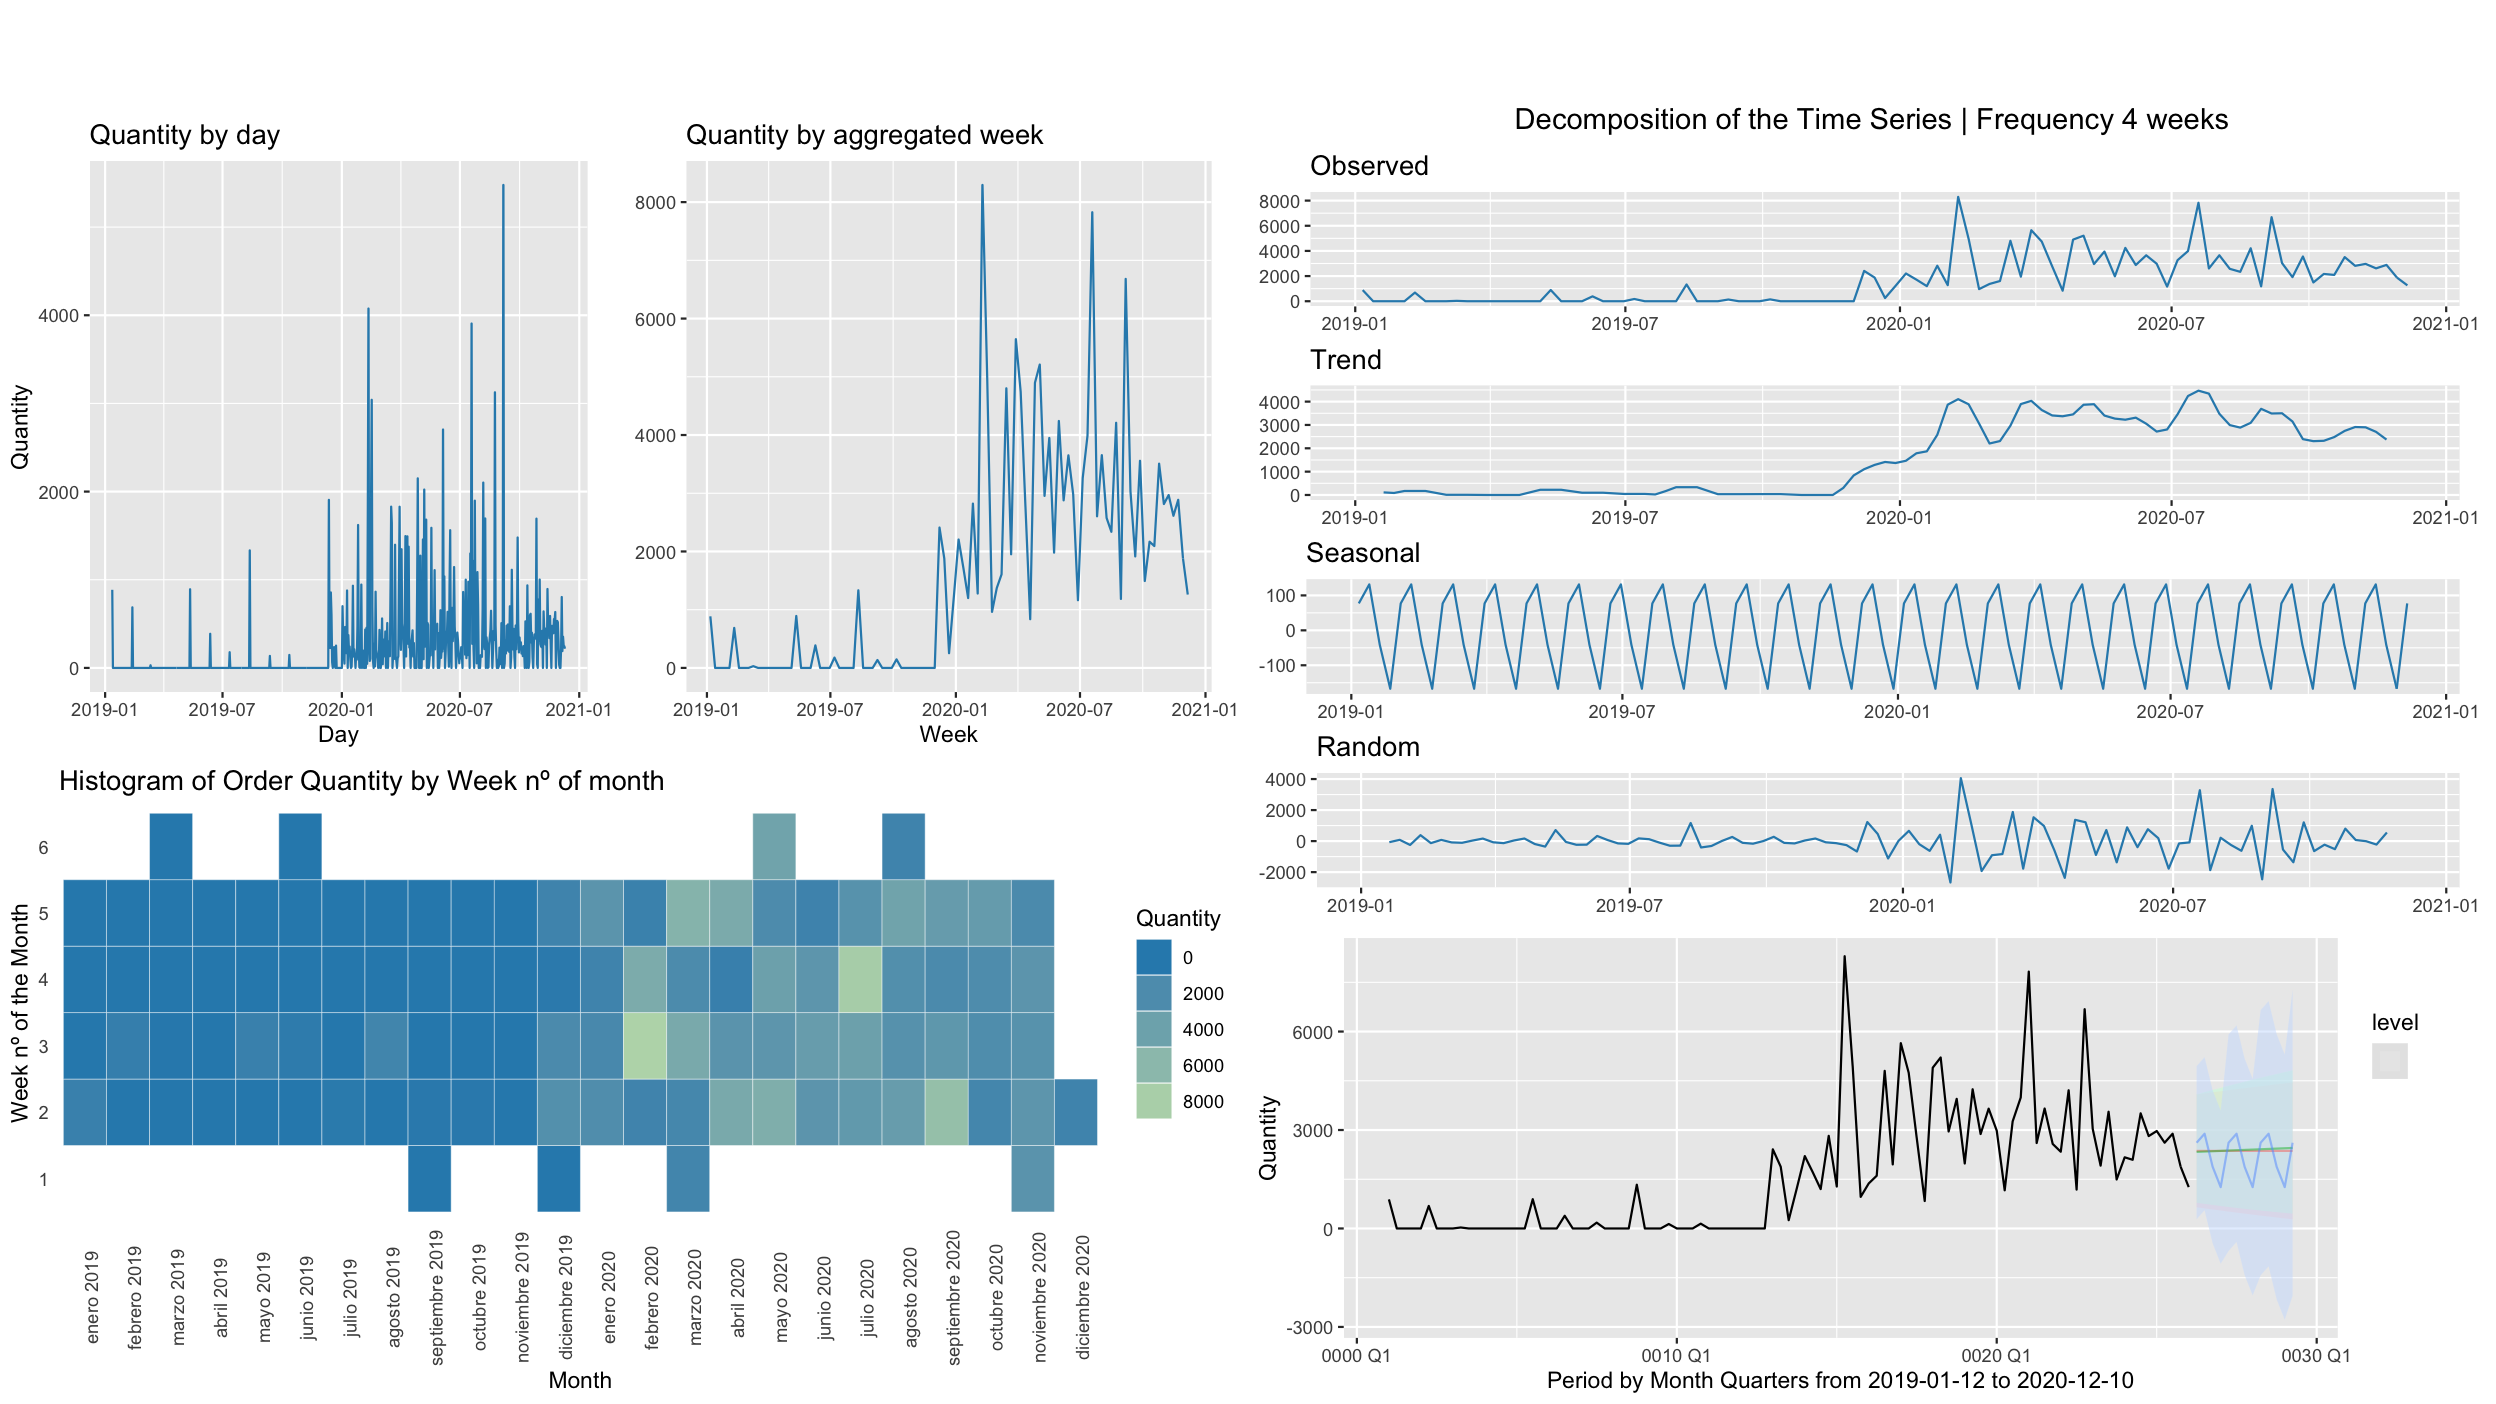 Quantity by day
Quantity
4000
2000
0
2019-01 2019-07 2020-01 2020-07 2021-01
Day
Quantity by aggregated week
8000
6000
4000
2000
0
2019-01 2019-07 2020-01 2020-07 2021-01
Week
Histogram of Order Quantity by Week nº of month
Week nº of the Month
6
5
4
3
2
1
enero 2019
febrero 2019
marzo 2019
abril 2019
mayo 2019
junio 2019
julio 2019
agosto 2019
septiembre 2019
octubre 2019
noviembre 2019
diciembre 2019
enero 2020
febrero 2020
marzo 2020
abril 2020
mayo 2020
junio 2020
julio 2020
agosto 2020
septiembre 2020
octubre 2020
noviembre 2020
diciembre 2020
Month
Quantity
0
2000
4000
6000
8000
Decomposition of the Time Series | Frequency 4 weeks
Observed
8000
6000
4000
2000
0
2019-01 2019-07 2020-01 2020-07 2021-01
Trend
4000
3000
2000
1000
0
2019-01 2019-07 2020-01 2020-07 2021-01
Seasonal
100
0
-100
2019-01 2019-07 2020-01 2020-07 2021-01
Random
4000
2000
0
-2000
2019-01 2019-07 2020-01 2020-07 2021-01
Quantity
6000
3000
0
-3000
0000 Q1 0010 Q1 0020 Q1 0030 Q1
Period by Month Quarters from 2019-01-12 to 2020-12-10
level